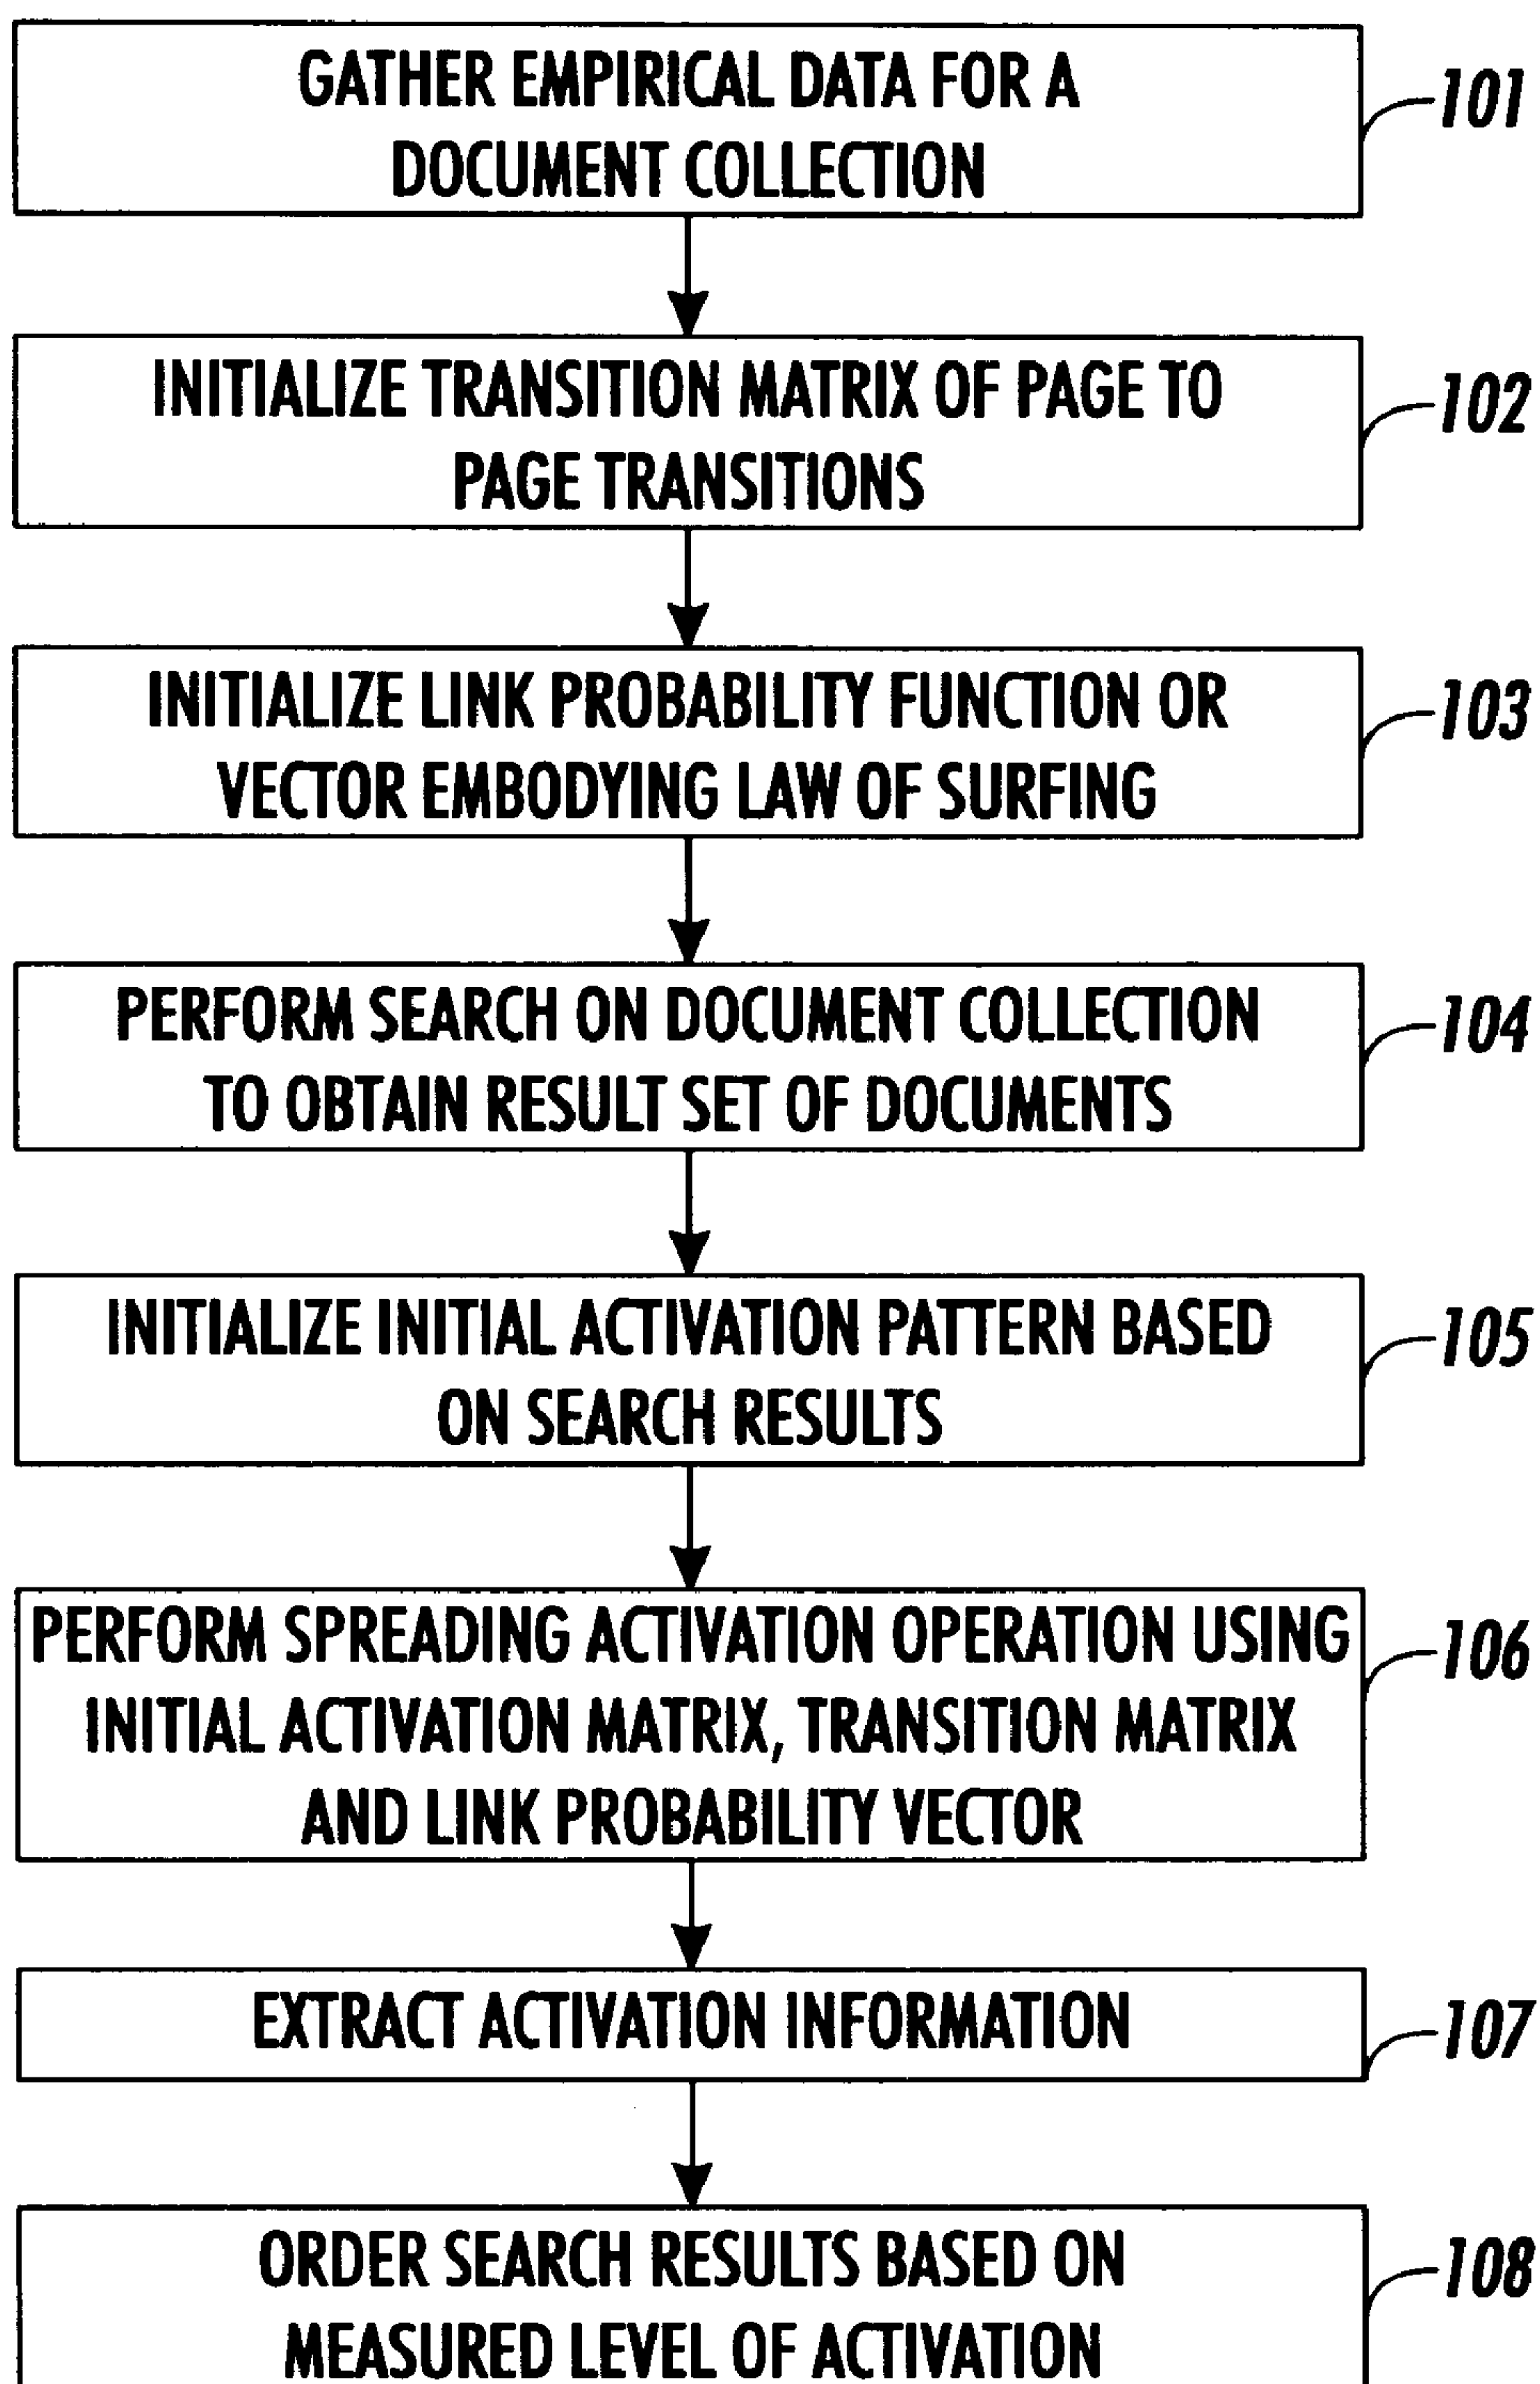 GATHER EMPIRICAL DATA FOR A
DOCUMENT COLLECTION
101
INITIALIZE TRANSITION MATRIX OF PAGE TO
PAGE TRANSITIONS
102
INITIALIZE LINK PROBABILITY FUNCTION OR
VECTOR EMBODYING LAW OF SURFING
103
PERFORM SEARCH ON DOCUMENT COLLECTION
TO OBTAIN RESULT SET OF DOCUMENTS
104
INITIALIZE INITIAL ACTIVATION PATTERN BASED
ON SEARCH RESULTS
105
PERFORM SPREADING ACTIVATION OPERATION USING
INITIAL ACTIVATION MATRIX, TRANSITION MATRIX
AND LINK PROBABILITY VECTOR
106
EXTRACT ACTIVATION INFORMATION
107
ORDER SEARCH RESULTS BASED ON
MEASURED LEVEL OF ACTIVATION
108